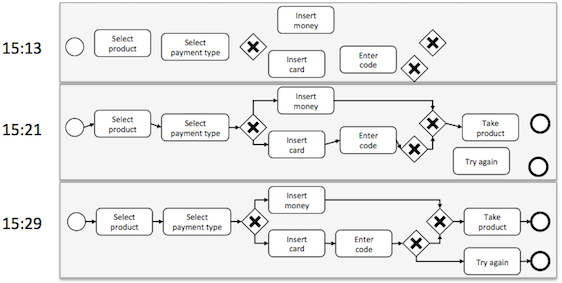 Insert
money
15:13
Select
product
Select
payment type
Insert
card
Enter
code
Insert
money
15:21
Select
product
Select
payment type
Take
product
Insert
card
Enter
code
Try again
Insert
money
15:29
Select
product
Select
payment type
Take
product
Insert
card
Enter
code
Try again